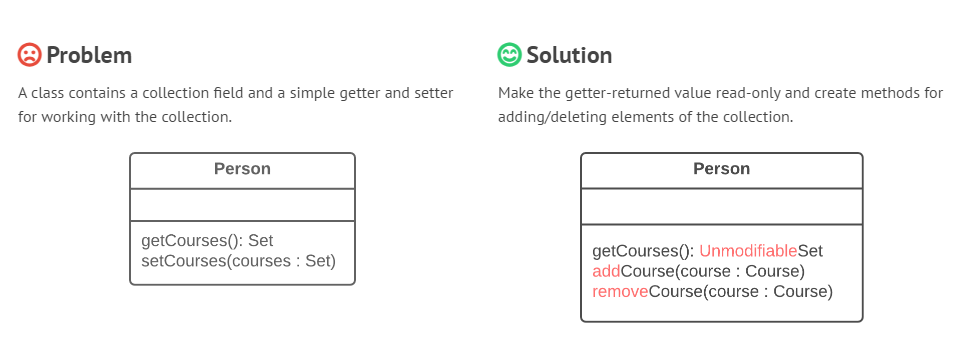 Problem
A class contains a collection field and a simple getter and setter
for working with the collection.
Person
getCourses(): Set
setCourses(courses : Set)
Solution
Make the getter-returned value read-only and create methods for
adding/deleting elements of the collection.
Person
getCourses(): UnmodifiableSet
addCourse(course : Course)
removeCourse(course : Course)